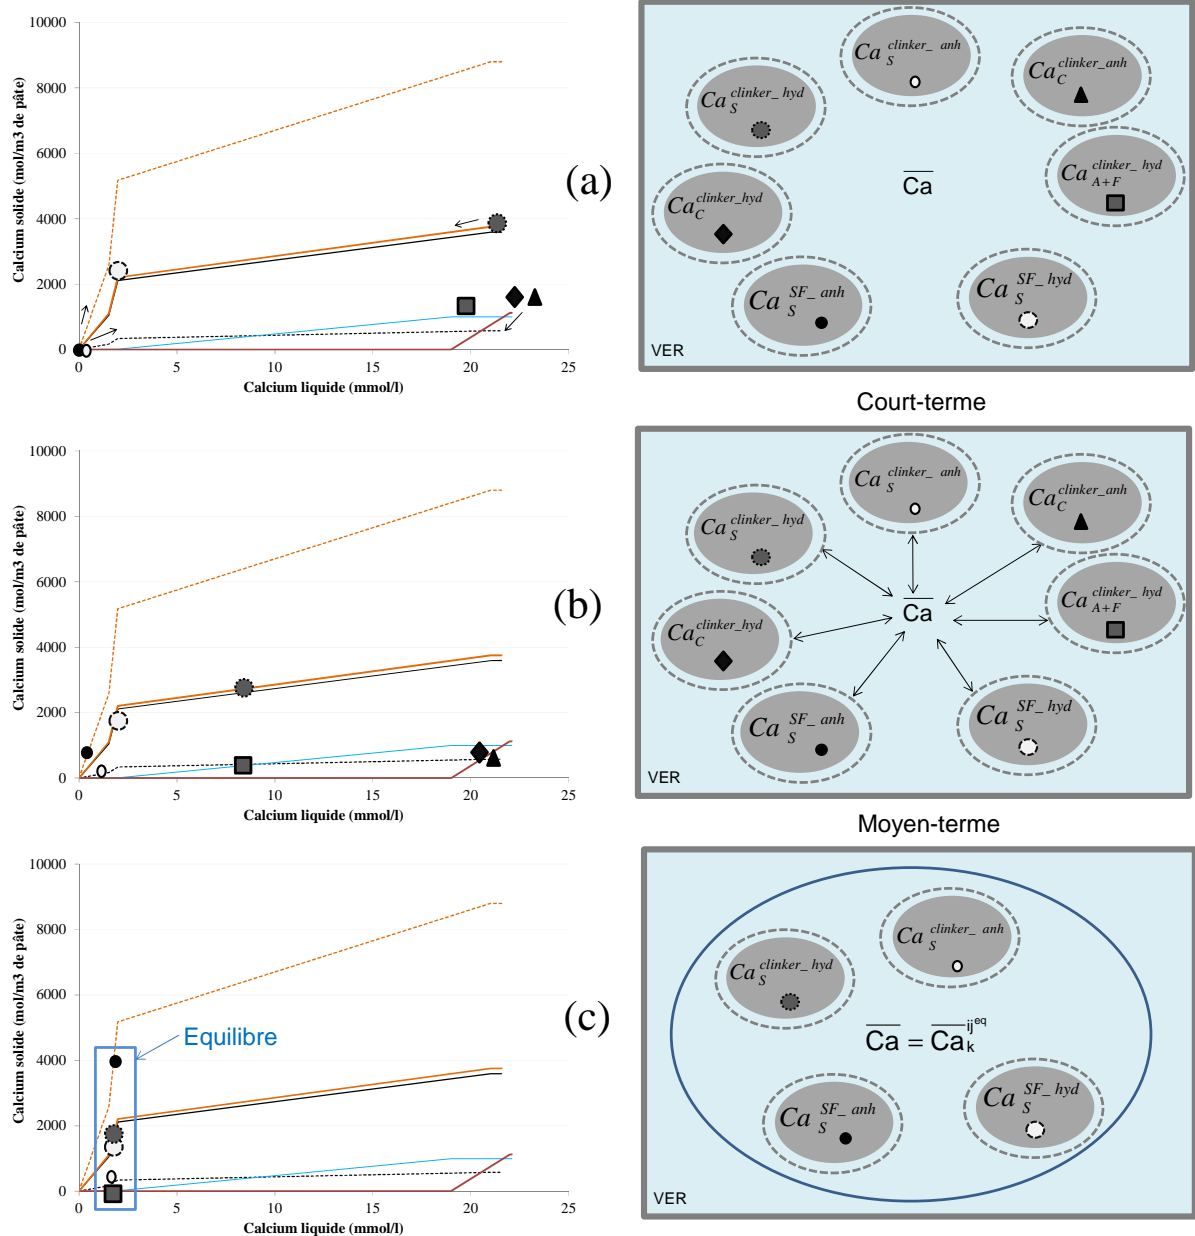 10000
8000
6000
4000
2000
0
Calcium solide (mol/m3 de pâte)
0 5 10 15 20 25
Calcium liquide (mmol/l)
(a)
Ca S clinker_ anh
Ca C clinker_anh
Ca S clinker_ hyd
Ca A+F clinker_ hyd
Ca
Ca C clinker_hyd
Ca S SF_ anh
Ca S SF_ hyd
VER
Court-terme
10000
8000
6000
4000
2000
0
Calcium solide (mol/m3 de pâte)
0 5 10 15 20 25
Calcium liquide (mmol/l)
(b)
Ca S clinker_ anh
Ca C clinker_anh
Ca S clinker_ hyd
Ca A+F clinker_ hyd
Ca
Ca C clinker_hyd
Ca S SF_ anh
Ca S SF_ hyd
VER
Moyen-terme
10000
8000
6000
4000
2000
0
Calcium solide (mol/m3 de pâte)
Equilibre
0 5 10 15 20 25
Calcium liquide (mmol/l)
(c)
Ca S clinker_ anh
Ca S clinker_ hyd
Ca = Ca k ij eq
Ca S SF_ anh
Ca S SF_ hyd
VER